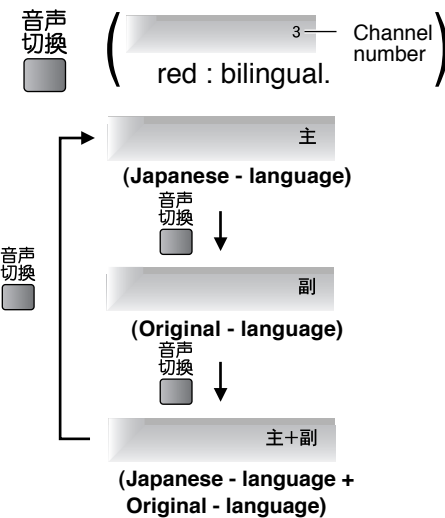 音声
切換
3
Channel
number
red : bilingual.
主
(Japanese - language)
音声
切換
音声
切換
副
(Original - language)
音声
切換
主+副
(Japanese - language +
Original - language)